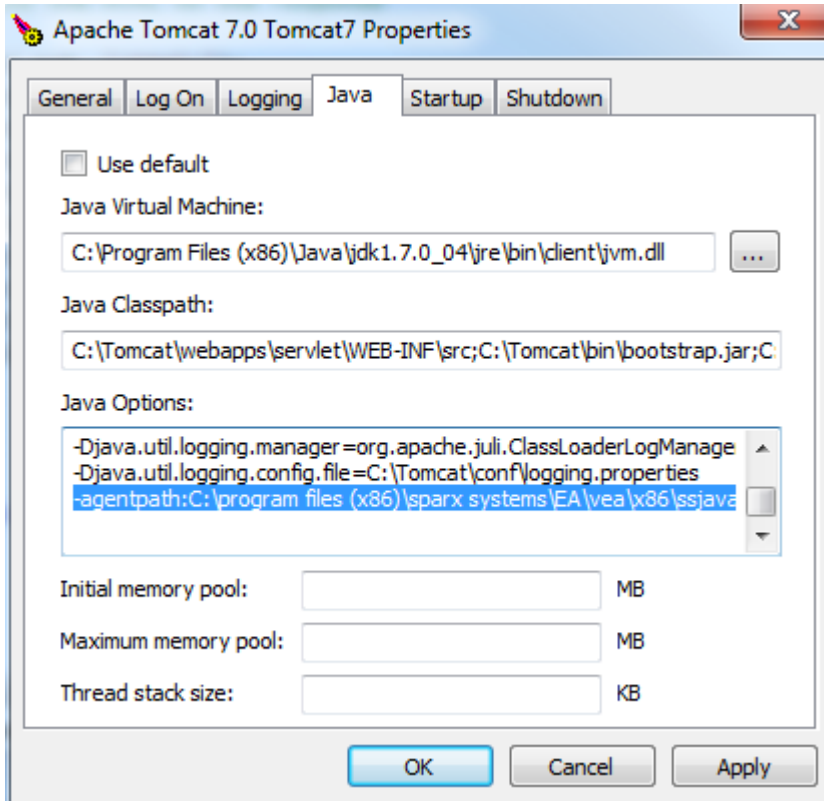 Apache Tomcat 7.0 Tomcat7 Properties
General Log On Logging Java Startup Shutdown
Use default
Java Virtual Machine:
C:\Program Files (x86)\Java\jdk1.7.0_04\jre\bin\client\jvm.dll ...
Java Classpath:
C:\Tomcat\webapps\servlet\WEB-INF\src;C:\Tomcat\bin\bootstrap.jar;C:
Java Options:
-Djava.util.logging.manager=org.apache.juli.ClassLoaderLogManager
-Djava.util.logging.config.file=C:\Tomcat\conf\logging.properties
-agentpath:C:\program files (x86)\sparx systems\EA\vea\x86\ssjava
Initial memory pool: MB
Maximum memory pool: MB
Thread stack size: KB
OK Cancel Apply